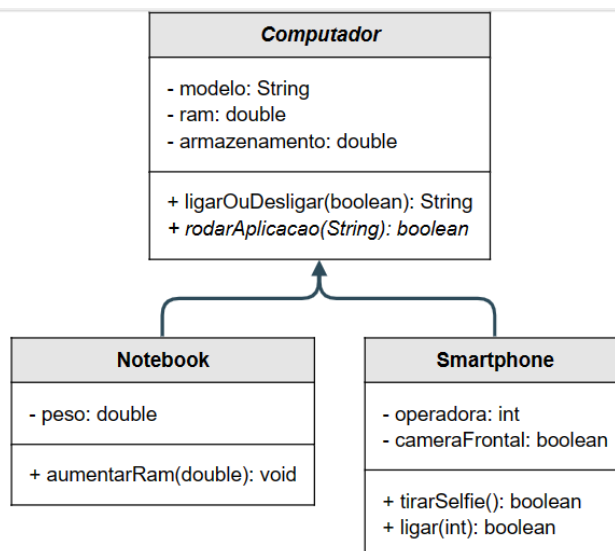 Computador
- modelo: String
- ram: double
- armazenamento: double
+ ligarOuDesligar(boolean): String
+ rodarAplicacao(String): boolean
Notebook
- peso: double
+ aumentarRam(double): void
Smartphone
- operadora: int
- cameraFrontal: boolean
+ tirarSelfie(): boolean
+ ligar(int): boolean